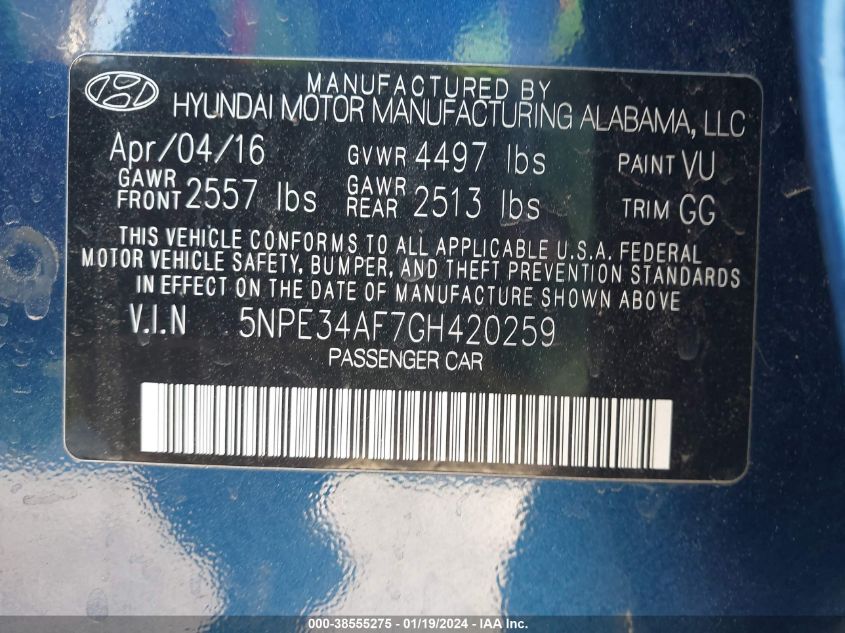 MANUFACTURED BY
HYUNDAI MOTOR MANUFACTURING ALABAMA, LLC
Apr/04/16 GVWR 4497 lbs PAINT VU
GAWR FRONT 2557 lbs GAWR REAR 2513 lbs TRIM GG
THIS VEHICLE CONFORMS TO ALL APPLICABLE U.S.A. FEDERAL
MOTOR VEHICLE SAFETY, BUMPER, AND THEFT PREVENTION STANDARDS
IN EFFECT ON THE DATE OF MANUFACTURE SHOWN ABOVE
V.I.N 5NPE34AF7GH420259
PASSENGER CAR
000-38555275 - 01/19/2024 - IAA Inc.